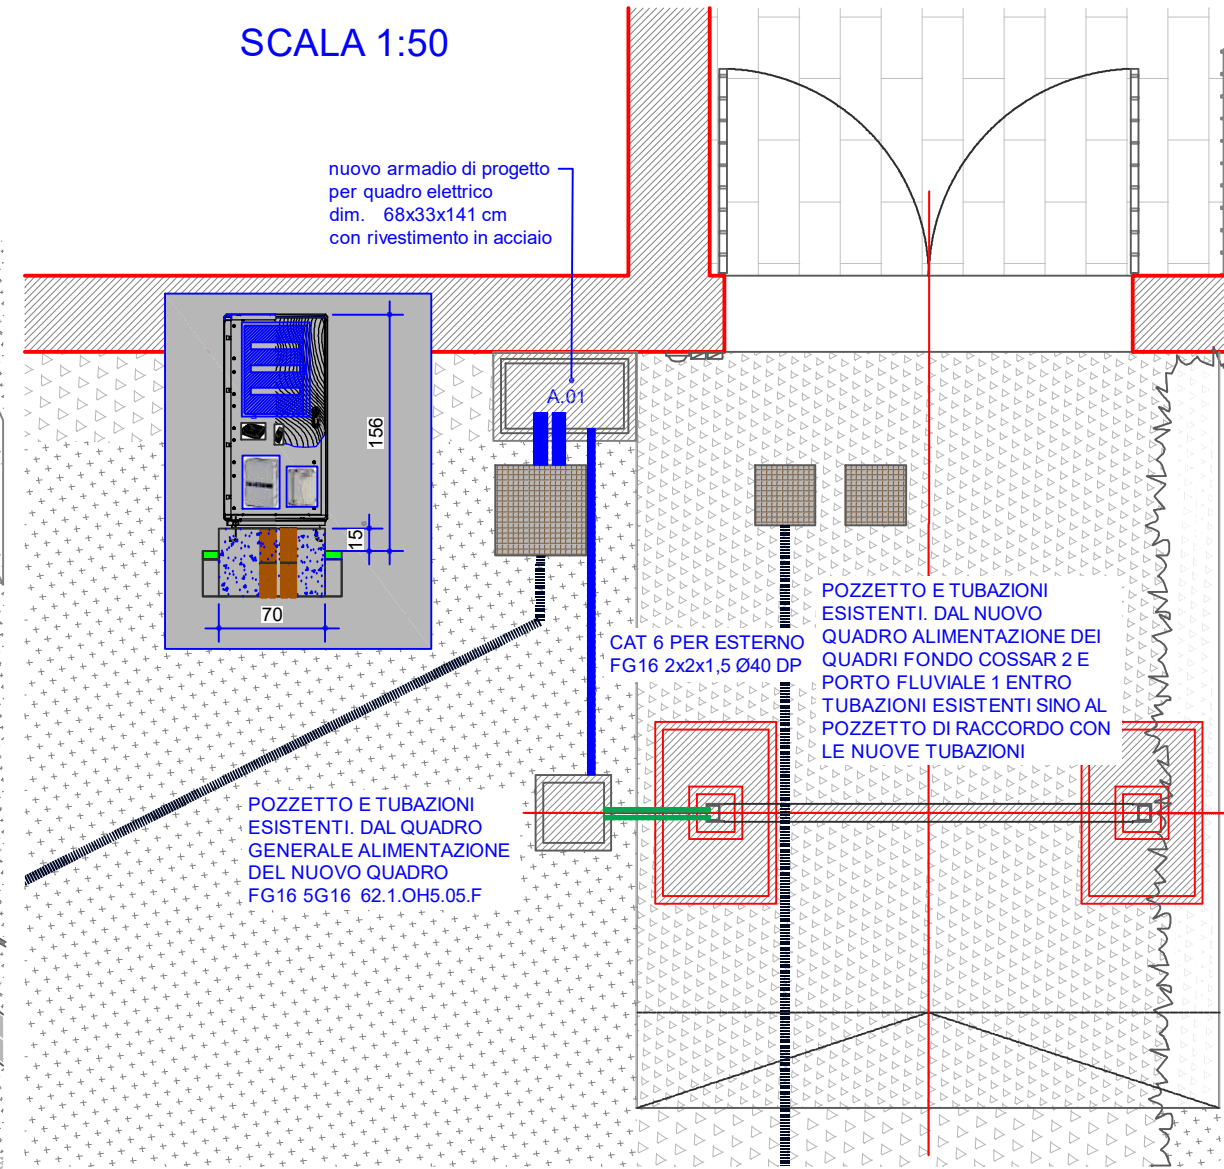 SCALA 1:50
nuovo armadio di progetto
per quadro elettrico
dim. 68x33x141 cm
con rivestimento in acciaio
A.01
156
15
70
CAT 6 PER ESTERNO
FG16 2x2x1,5 Ø40 DP
POZZETTO E TUBAZIONI
ESISTENTI. DAL NUOVO
QUADRO ALIMENTAZIONE DEI
QUADRI FONDO COSSAR 2 E
PORTO FLUVIALE 1 ENTRO
TUBAZIONI ESISTENTI SINO AL
POZZETTO DI RACCORDO CON
LE NUOVE TUBAZIONI
POZZETTO E TUBAZIONI
ESISTENTI. DAL QUADRO
GENERALE ALIMENTAZIONE
DEL NUOVO QUADRO
FG16 5G16 62.1.OH5.05.F